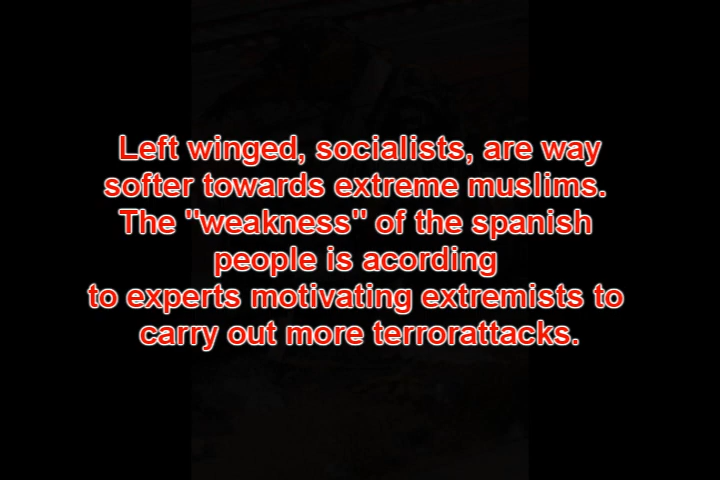 Left winged, socialists, are way
softer towards extreme muslims.
The "weakness" of the spanish
people is acording
to experts motivating extremists to
carry out more terrorattacks.